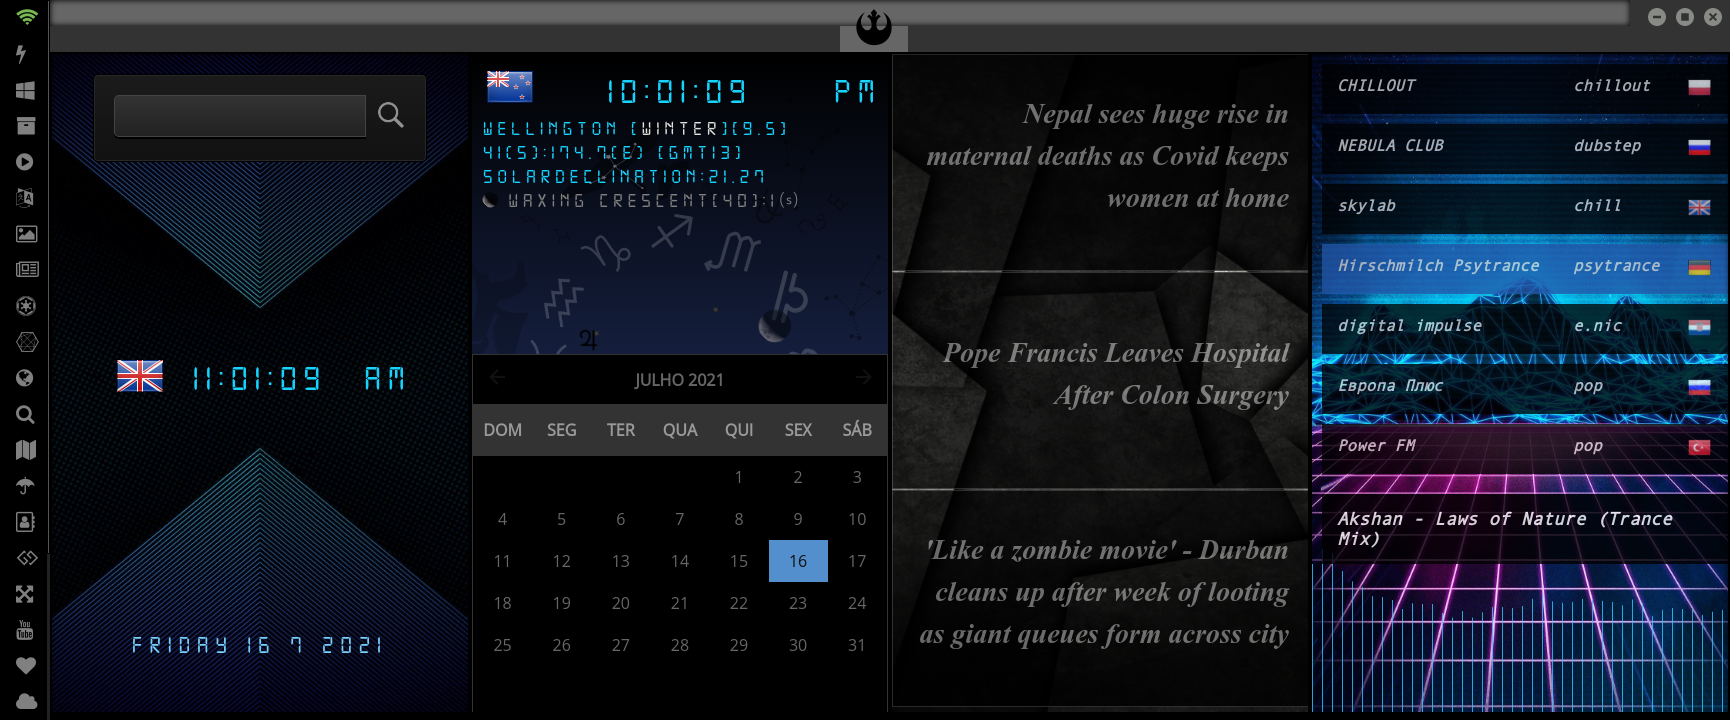 11:01:09 AM
FRIDAY 16 7 2021
10:01:09 PM
WELLINGTON [WINTER][9.5]
41(S):174.7(E) [GMT13]
SOLARDECLINATION:21.27
WAXING CRESCENT[40]:1(s)
JULHO 2021
DOM SEG TER QUA QUI SEX SÁB
1 2 3
4 5 6 7 8 9 10
11 12 13 14 15 16 17
18 19 20 21 22 23 24
25 26 27 28 29 30 31
Nepal sees huge rise in
maternal deaths as Covid keeps
women at home
Pope Francis Leaves Hospital
After Colon Surgery
'Like a zombie movie' - Durban
cleans up after week of looting
as giant queues form across city
CHILLOUT chillout
NEBULA CLUB dubstep
skylab chill
Hirschmilch Psytrance psytrance
digital impulse e.nic
Европа Плюс pop
Power FM pop
Akshan - Laws of Nature (Trance
Mix)
You
Tube